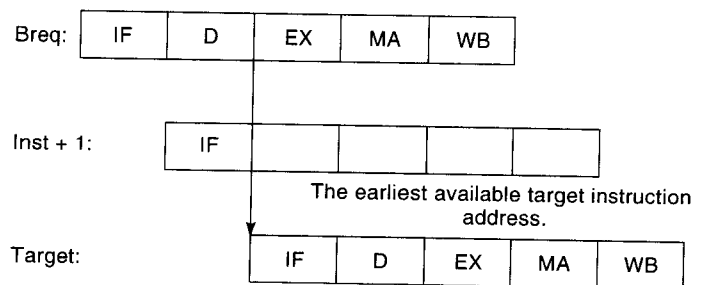 Breq: IF D EX MA WB
Inst + 1: IF
The earliest available target instruction
address.
Target: IF D EX MA WB